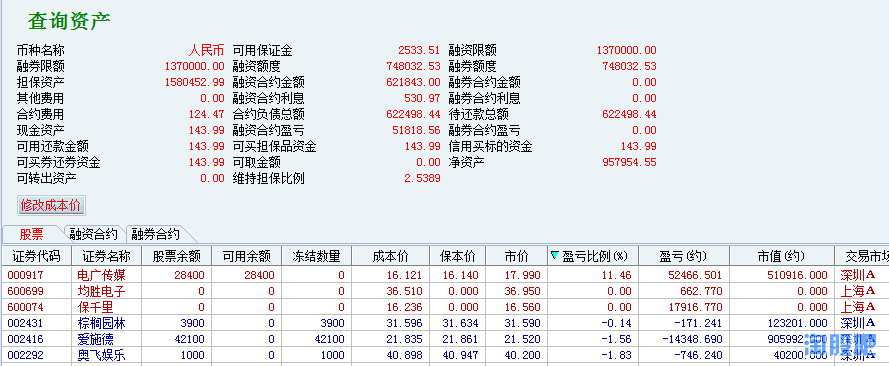 查询资产
币种名称 人民币 可用保证金 2533.51 融资限额 1370000.00
融券限额 1370000.00 融资额度 748032.53 融券额度 748032.53
担保资产 1580452.99 融资合约金额 621843.00 融券合约金额 0.00
其他费用 0.00 融资合约利息 530.97 融券合约利息 0.00
合约费用 124.47 合约负债总额 622498.44 待还款总额 622498.44
现金资产 143.99 融资合约盈亏 51818.56 融券合约盈亏 0.00
可用还款金额 143.99 可买担保品资金 143.99 信用买标的资金 143.99
可买券还券资金 143.99 可取金额 0.00 净资产 957954.55
可转出资产 0.00 维持担保比例 2.5389
修改成本价
股票 融资合约 融券合约
证券代码 证券名称 股票余额 可用余额 冻结数量 成本价 保本价 市价 盈亏比例(%) 盈亏(约) 市值(约) 交易市场
000917 电广传媒 28400 28400 0 16.121 16.140 17.990 11.46 52466.501 510916.000 深圳A
600699 均胜电子 0 0 0 36.510 0.000 36.950 0.00 662.770 0.000 上海A
600074 保千里 0 0 0 16.236 0.000 16.560 0.00 17916.770 0.000 上海A
002431 棕榈园林 3900 0 3900 31.596 31.634 31.590 -0.14 -171.241 123201.000 深圳A
002416 爱施德 42100 0 42100 21.835 21.861 21.520 -1.56 -14348.690 905992.000 深圳A
002292 奥飞娱乐 1000 0 1000 40.898 40.947 40.200 -1.83 -746.240 40200.000 深圳A
淘股吧